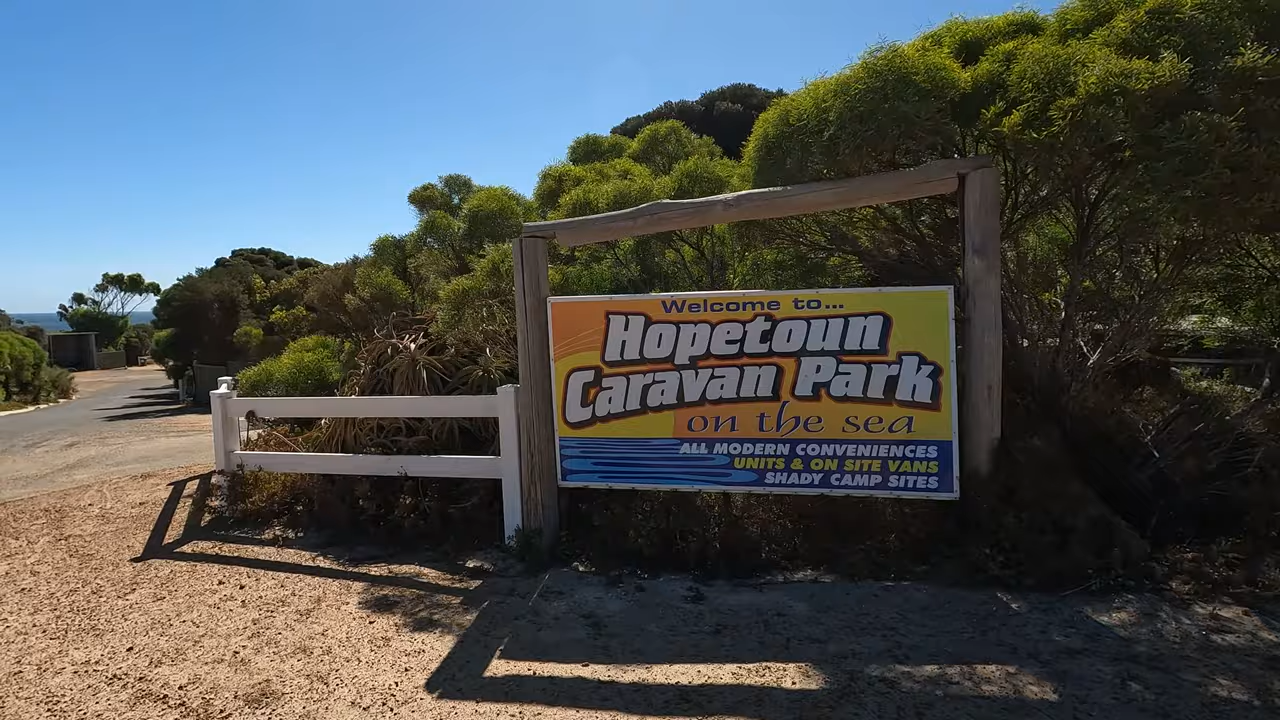 Welcome to...
Hopetoun
Caravan Park
on the sea
ALL MODERN CONVENIENCES
UNITS & ON SITE VANS
SHADY CAMP SITES